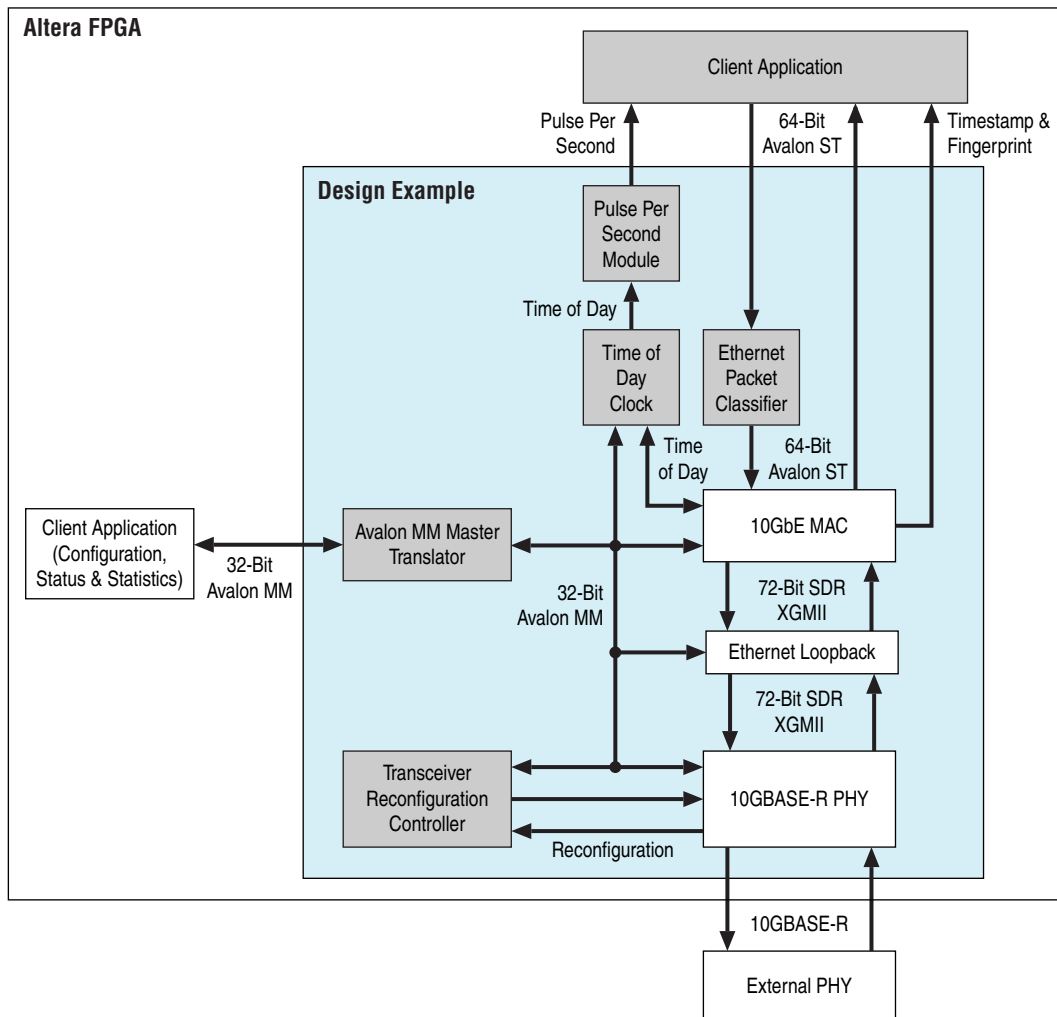 Altera FPGA
Client Application
Pulse Per
Second
64-Bit
Avalon ST
Timestamp &
Fingerprint
Design Example
Pulse Per
Second
Module
Time of Day
Time of
Day
Clock
Ethernet
Packet
Classifier
Time
of Day
64-Bit
Avalon ST
Client Application
(Configuration,
Status & Statistics)
32-Bit
Avalon MM
Avalon MM Master
Translator
10GbE MAC
32-Bit
Avalon MM
72-Bit SDR
XGMII
Ethernet Loopback
72-Bit SDR
XGMII
Transceiver
Reconfiguration
Controller
10GBASE-R PHY
Reconfiguration
10GBASE-R
External PHY